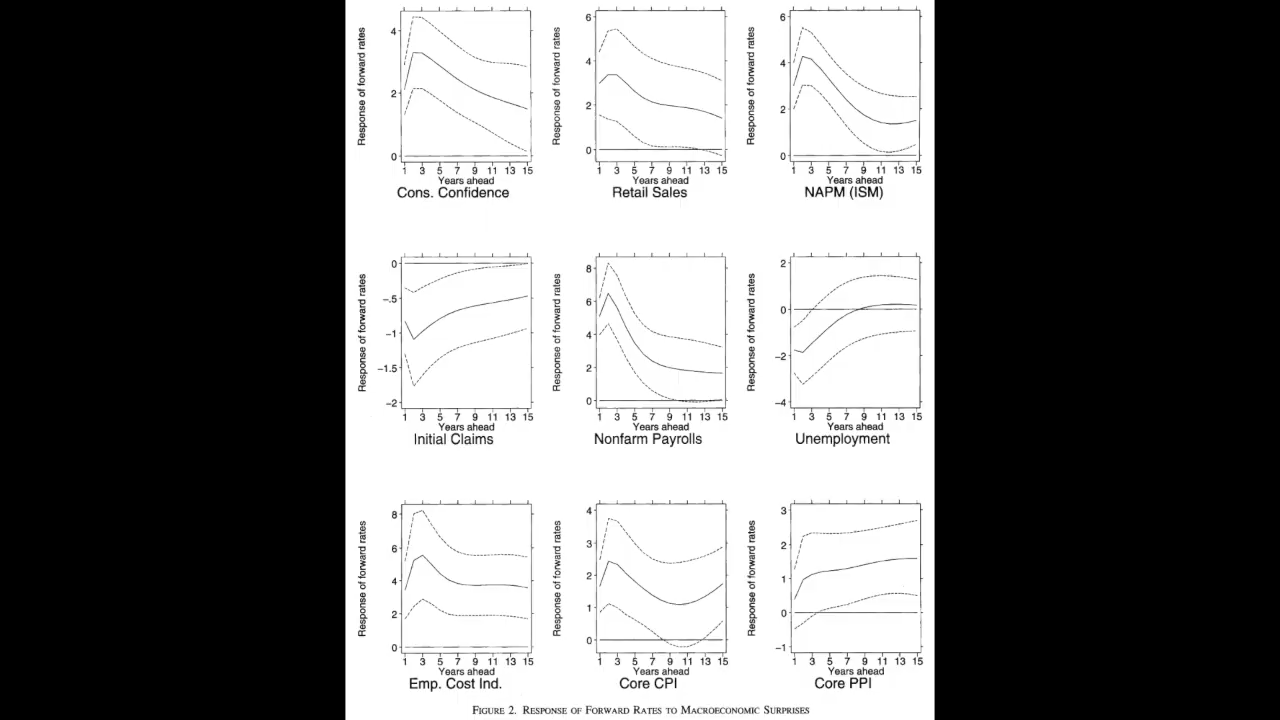 Response of forward rates
4
2
0
1 3 5 7 9 11 13 15
Years ahead
Cons. Confidence
Response of forward rates
6
4
2
0
1 3 5 7 9 11 13 15
Years ahead
Retail Sales
Response of forward rates
6
4
2
0
1 3 5 7 9 11 13 15
Years ahead
NAPM (ISM)
Response of forward rates
0
-.5
-1
-1.5
-2
1 3 5 7 9 11 13 15
Years ahead
Initial Claims
Response of forward rates
8
6
4
2
0
1 3 5 7 9 11 13 15
Years ahead
Nonfarm Payrolls
Response of forward rates
2
0
-2
-4
1 3 5 7 9 11 13 15
Years ahead
Unemployment
Response of forward rates
8
6
4
2
0
1 3 5 7 9 11 13 15
Years ahead
Emp. Cost Ind.
Response of forward rates
4
3
2
1
0
1 3 5 7 9 11 13 15
Years ahead
Core CPI
Response of forward rates
3
2
1
0
-1
1 3 5 7 9 11 13 15
Years ahead
Core PPI
FIGURE 2. RESPONSE OF FORWARD RATES TO MACROECONOMIC SURPRISES